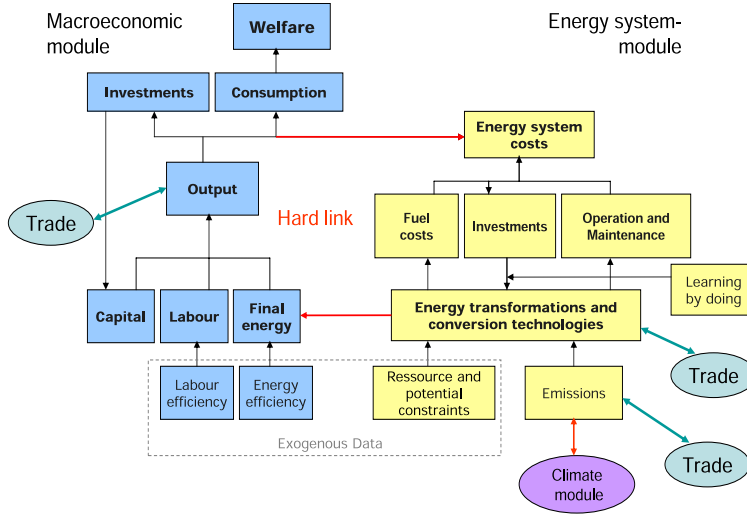 Macroeconomic
module
Energy system-
module
Welfare
Investments
Consumption
Energy system
costs
Output
Trade
Hard link
Fuel
costs
Investments
Operation and
Maintenance
Learning
by doing
Capital
Labour
Final
energy
Energy transformations and
conversion technologies
Trade
Labour
efficiency
Energy
efficiency
Ressource and
potential
constraints
Emissions
Exogenous Data
Trade
Climate
module